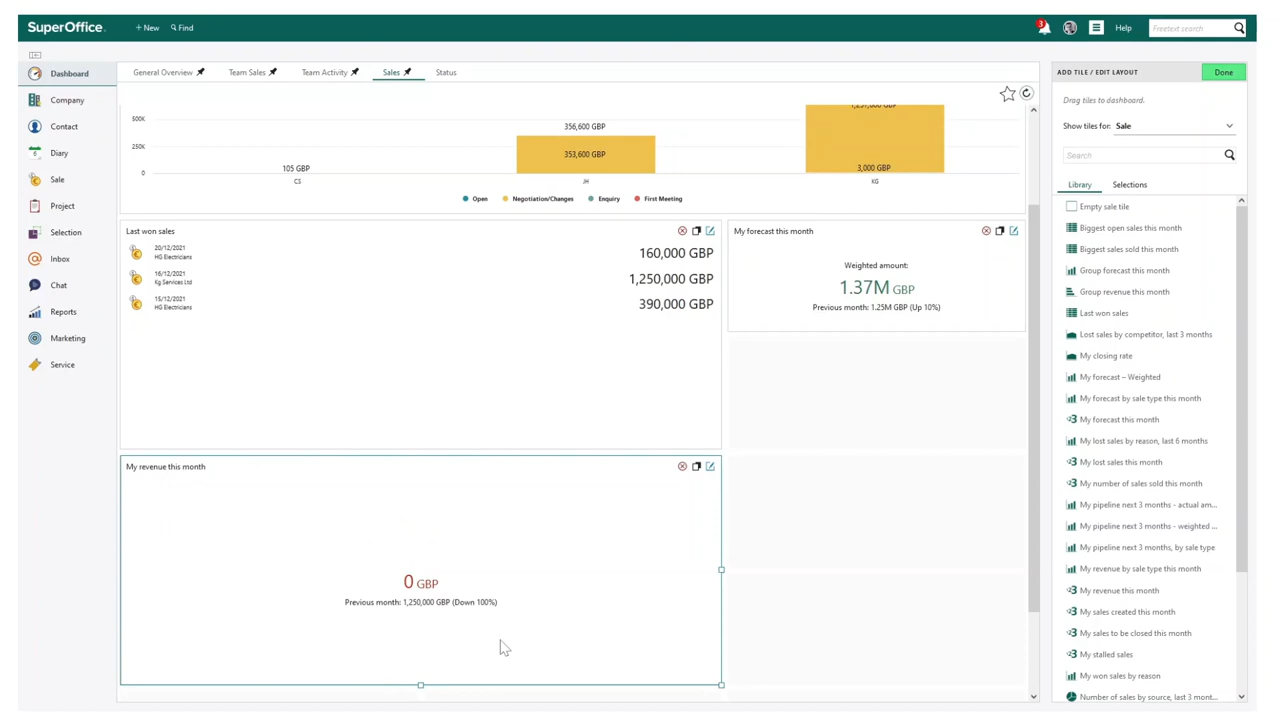 SuperOffice
+ New
Find
3
Help
Freetext search
Dashboard
Company
Contact
6
Diary
Sale
Project
Selection
Inbox
Chat
Reports
Marketing
Service
General Overview
Team Sales
Team Activity
Sales
Status
500K
250K
0
105 GBP
CS
356,600 GBP
353,600 GBP
JH
1,257,000 GBP
3,000 GBP
KG
Open
Negotiation/Changes
Enquiry
First Meeting
Last won sales
20/12/2021
HG Electricians
160,000 GBP
16/12/2021
Kg Services Ltd
1,250,000 GBP
15/12/2021
HG Electricians
390,000 GBP
My forecast this month
Weighted amount:
1.37M GBP
Previous month: 1.25M GBP (Up 10%)
My revenue this month
0 GBP
Previous month: 1,250,000 GBP (Down 100%)
ADD TILE / EDIT LAYOUT
Done
Drag tiles to dashboard.
Show tiles for: Sale
Search
Library
Selections
Empty sale tile
Biggest open sales this month
Biggest sales sold this month
Group forecast this month
Group revenue this month
Last won sales
Lost sales by competitor, last 3 months
My closing rate
My forecast – Weighted
My forecast by sale type this month
My forecast this month
My lost sales by reason, last 6 months
My lost sales this month
My number of sales sold this month
My pipeline next 3 months - actual am...
My pipeline next 3 months - weighted ...
My pipeline next 3 months, by sale type
My revenue by sale type this month
My revenue this month
My sales created this month
My sales to be closed this month
My stalled sales
My won sales by reason
Number of sales by source, last 3 mont...